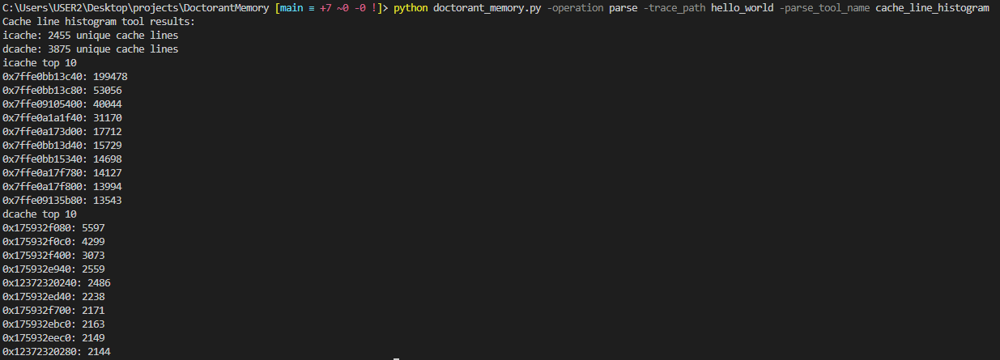 C:\Users\USER2\Desktop\projects\DoctorantMemory [main ≡ +7 ~0 -0 !]> python doctorant_memory.py -operation parse -trace_path hello_world -parse_tool_name cache_line_histogram
Cache line histogram tool results:
icache: 2455 unique cache lines
dcache: 3875 unique cache lines
icache top 10
0x7ffe0bb13c40: 199478
0x7ffe0bb13c80: 53056
0x7ffe09105400: 40044
0x7ffe0a1a1f40: 31170
0x7ffe0a173d00: 17712
0x7ffe0bb13d40: 15729
0x7ffe0bb15340: 14698
0x7ffe0a17f780: 14127
0x7ffe0a17f800: 13994
0x7ffe09135b80: 13543
dcache top 10
0x175932f080: 5597
0x175932f0c0: 4299
0x175932f400: 3073
0x175932e940: 2559
0x12372320240: 2486
0x175932ed40: 2238
0x175932f700: 2171
0x175932ebc0: 2163
0x175932eec0: 2149
0x12372320280: 2144